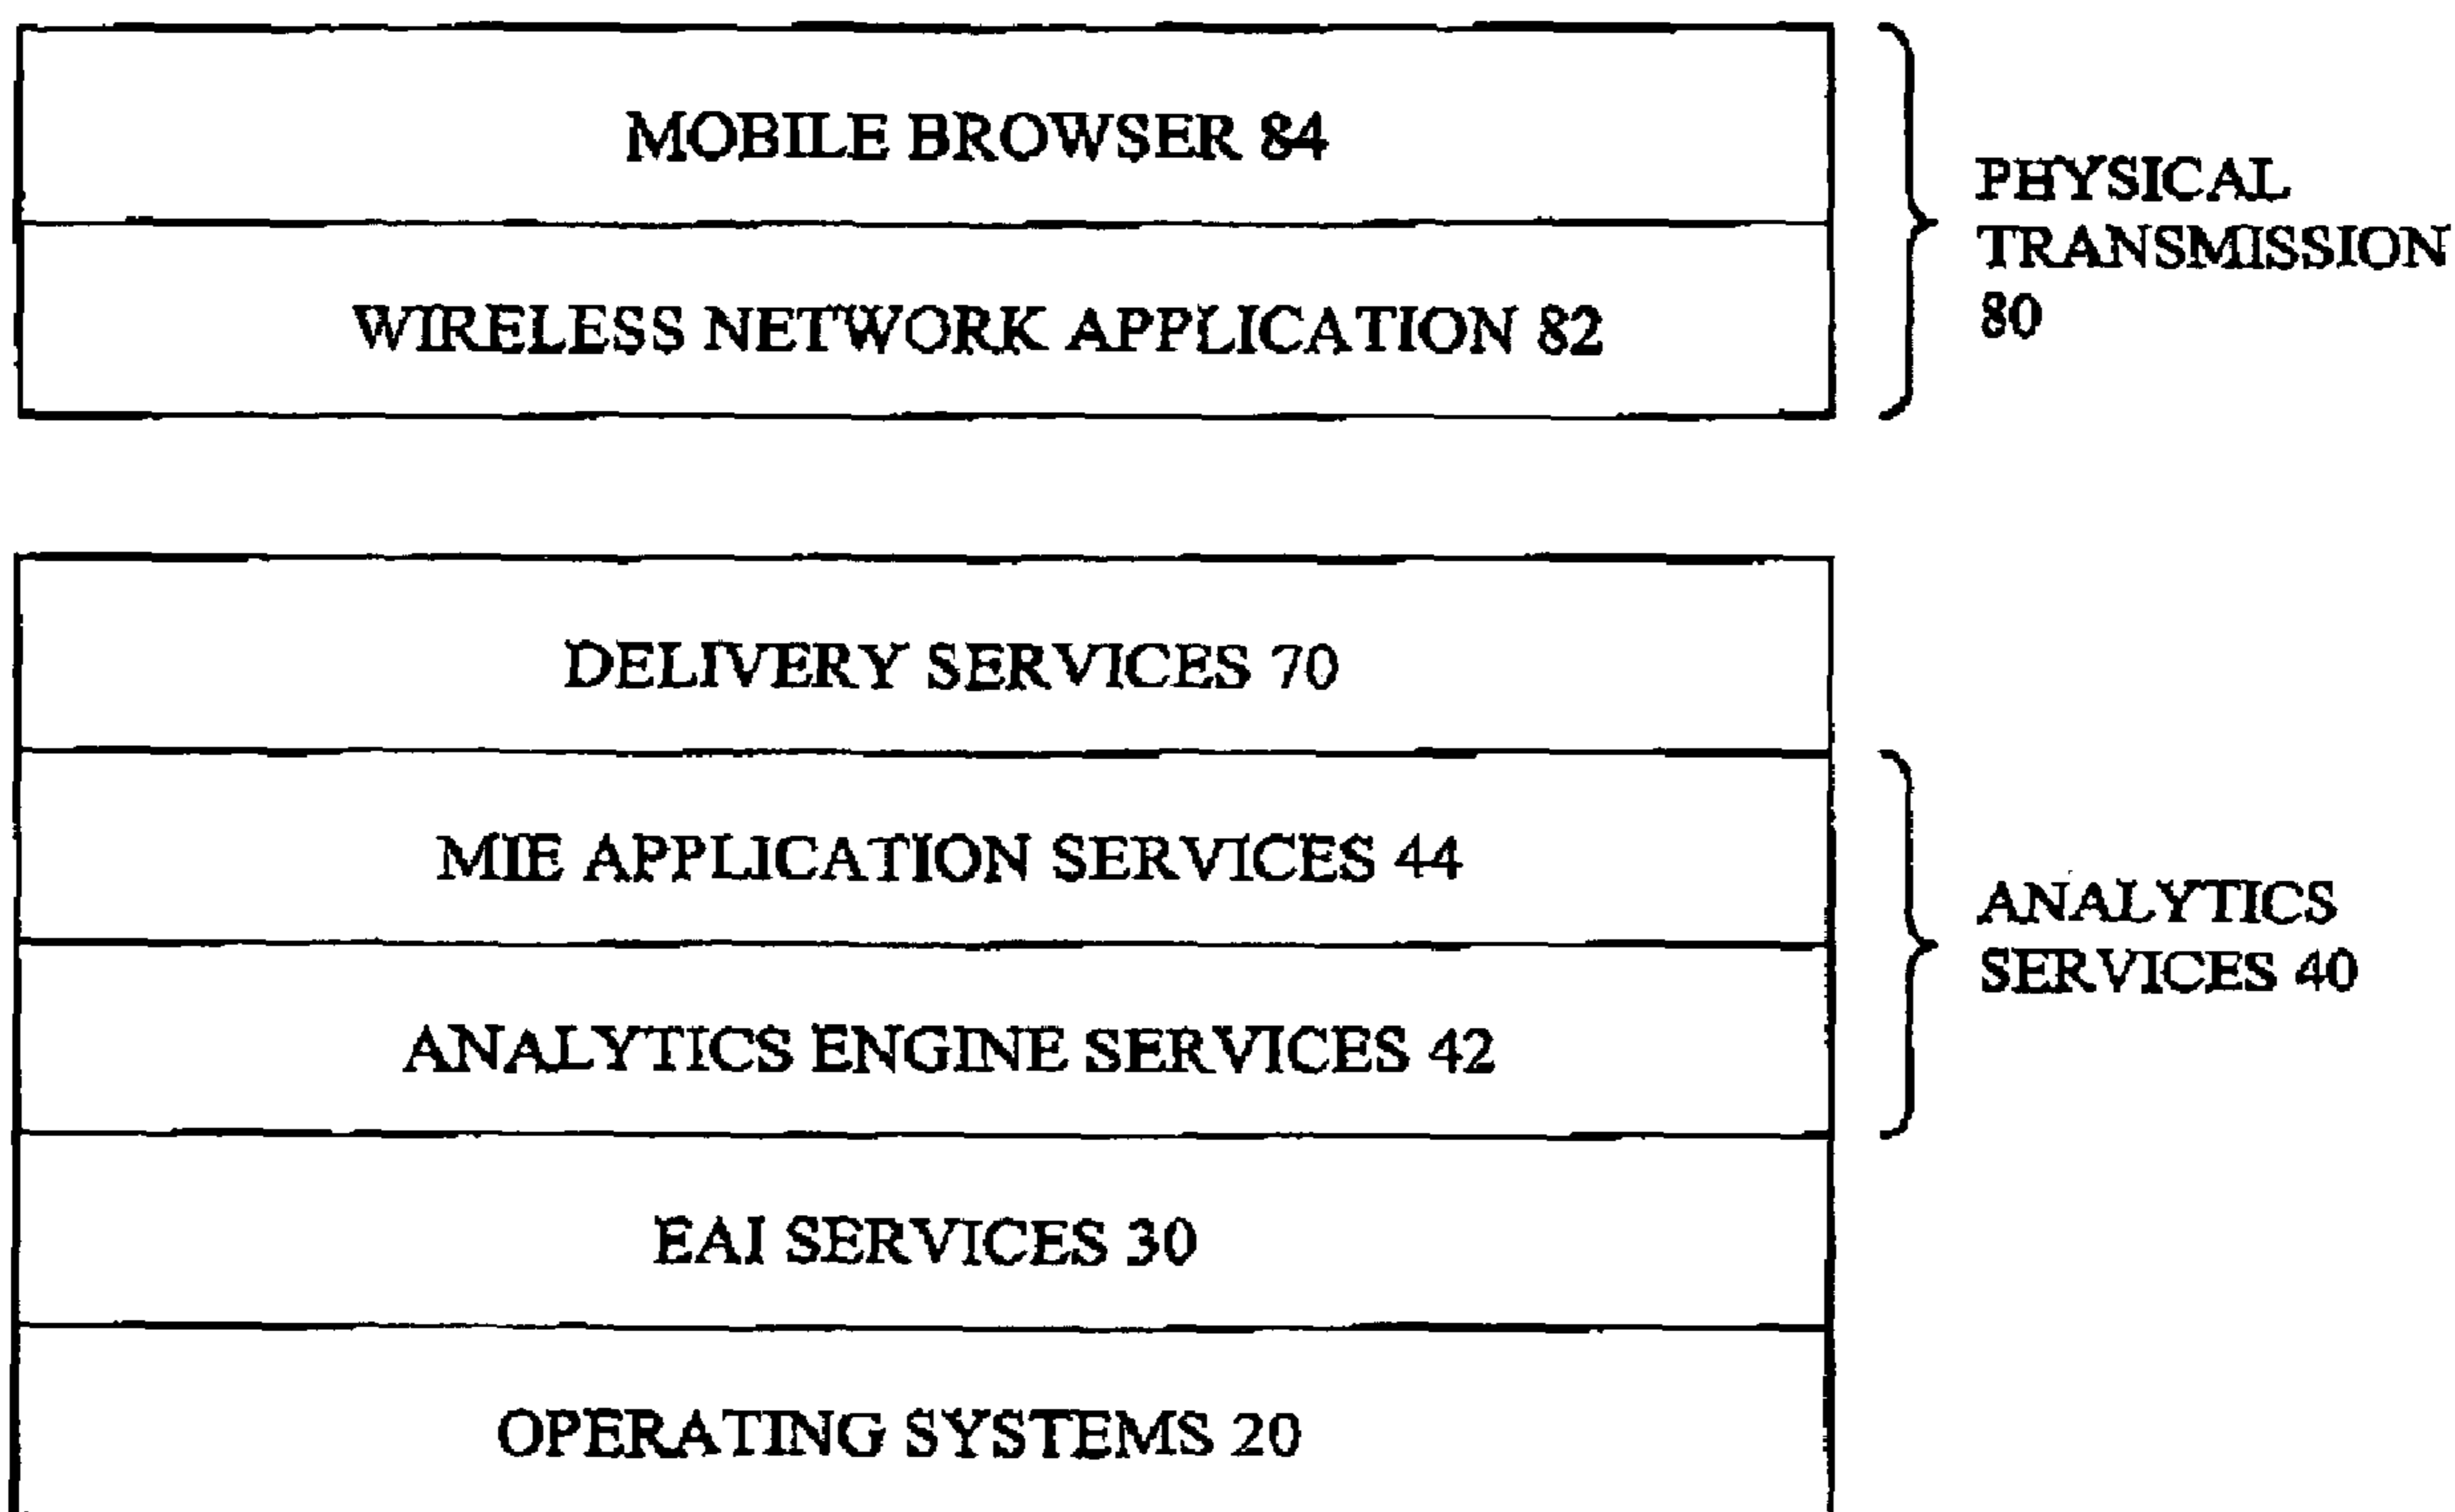 MOBILE BROWSER 84
WIRELESS NETWORK APPLICATION 82
PHYSICAL
TRANSMISSION
80
DELIVERY SERVICES 70
MIE APPLICATION SERVICES 44
ANALYTICS ENGINE SERVICES 42
ANALYTICS
SERVICES 40
EAI SERVICES 30
OPERATING SYSTEMS 20